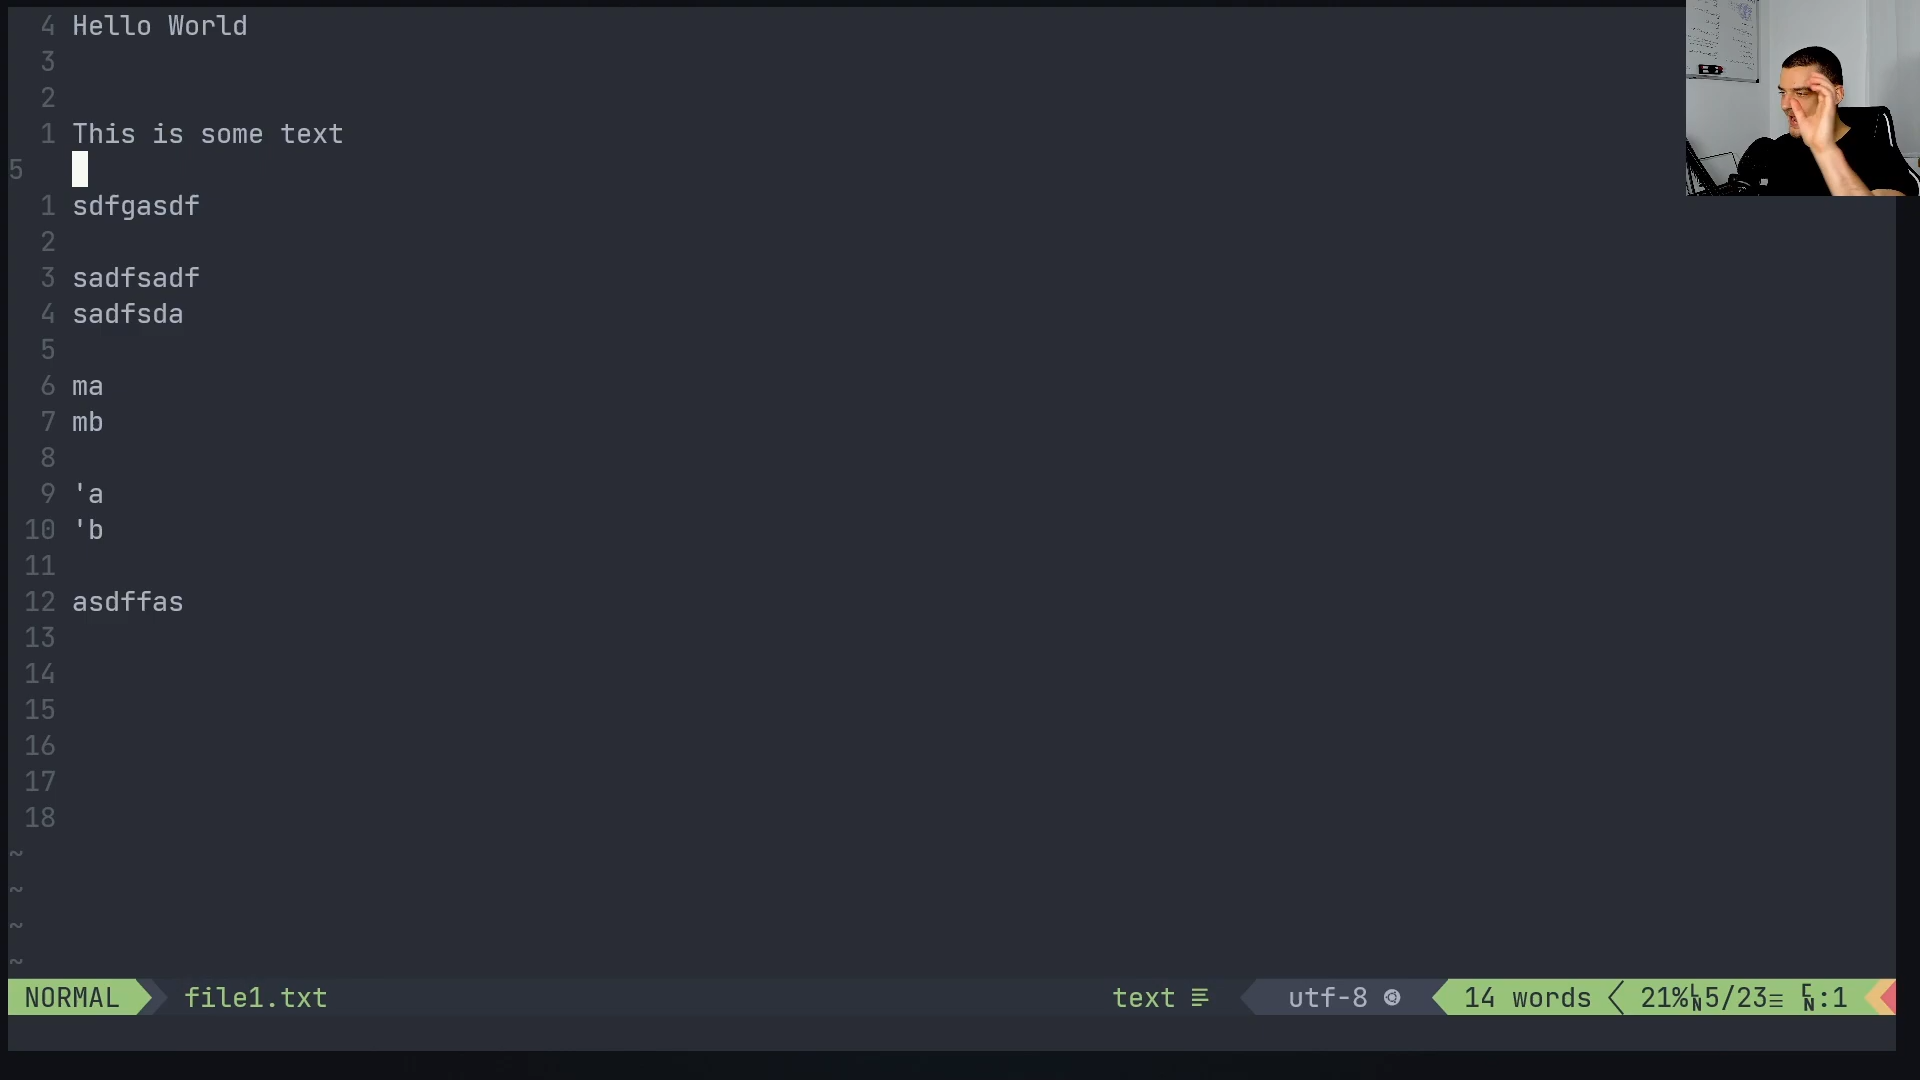 4 Hello World
3
2
1 This is some text
5
1 sdfgasdf
2
3 sadfsadf
4 sadfsda
5
6 ma
7 mb
8
9 'a
10 'b
11
12 asdffas
13
14
15
16
17
18
~
~
~
~
NORMAL file1.txt text utf-8 14 words 21% LN 5/23 CN :1